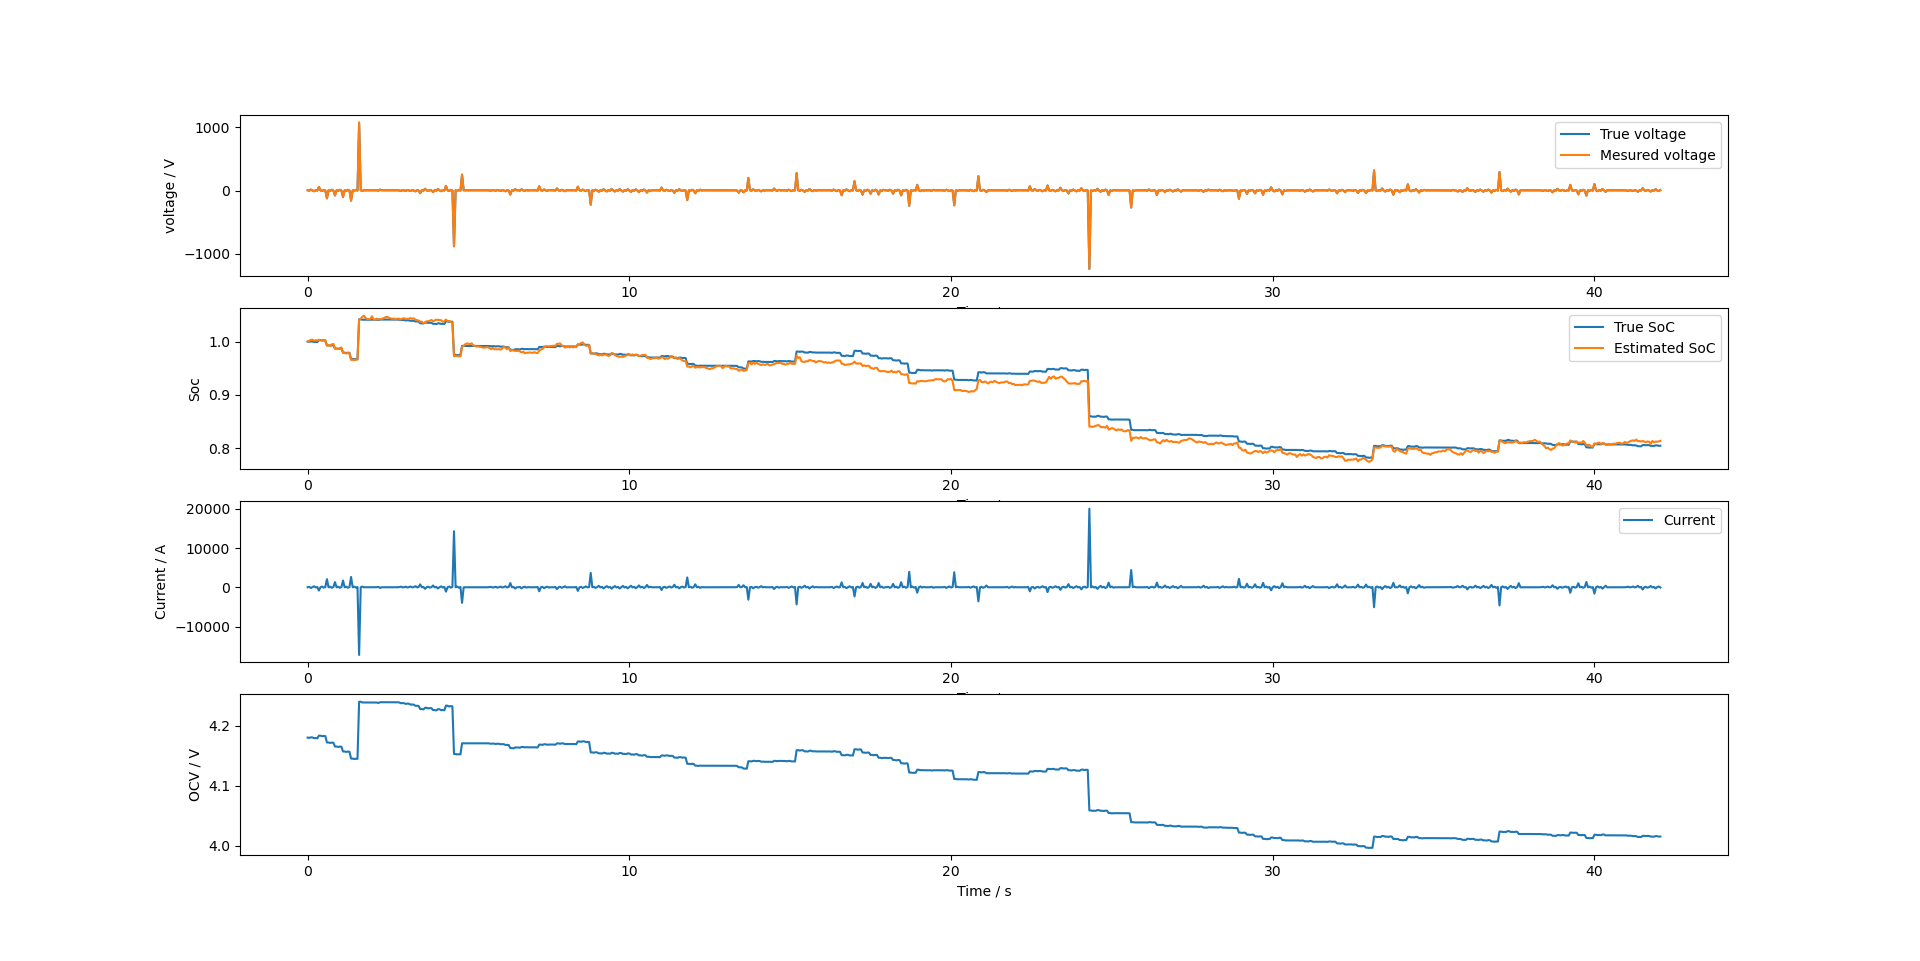 1000
0
−1000
voltage / V
True voltage
Mesured voltage
0 10 20 30 40
1.0
0.9
0.8
Soc
True SoC
Estimated SoC
0 10 20 30 40
20000
10000
0
−10000
Current / A
Current
0 10 20 30 40
4.2
4.1
4.0
OCV / V
0 10 20 30 40
Time / s